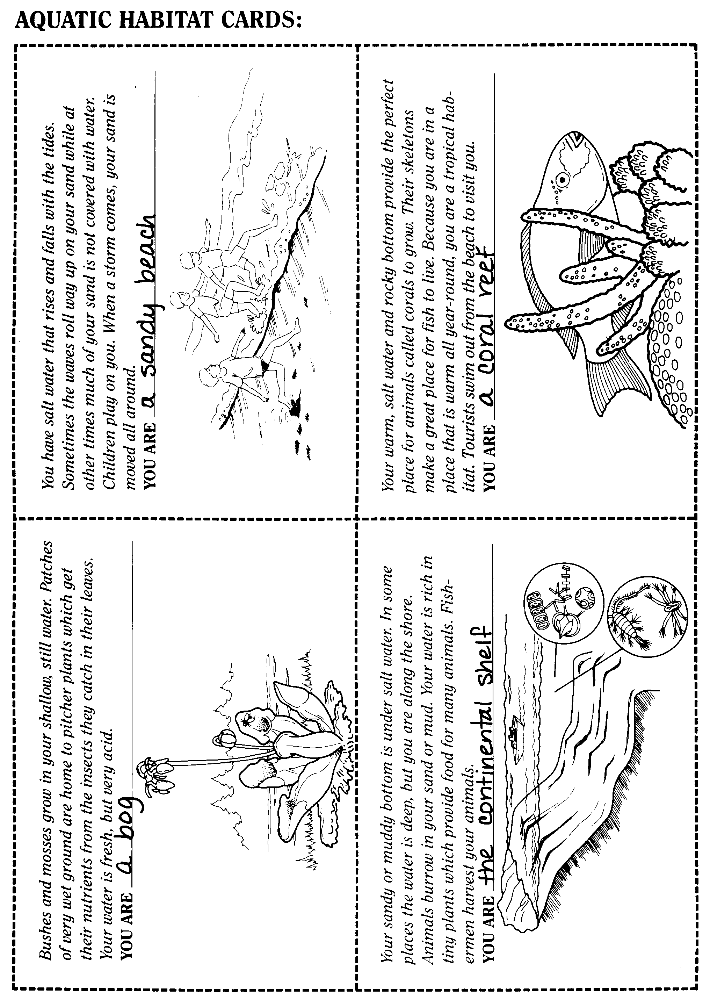 AQUATIC HABITAT CARDS:
You have salt water that rises and falls with the tides.
Sometimes the waves roll way up on your sand while at
other times much of your sand is not covered with water.
Children play on you. When a storm comes, your sand is
moved all around.
YOU ARE a sandy beach
Your warm, salt water and rocky bottom provide the perfect
place for animals called corals to grow. Their skeletons
make a great place for fish to live. Because you are in a
place that is warm all year-round, you are a tropical hab-
itat. Tourists swim out from the beach to visit you.
YOU ARE a coral reef
Bushes and mosses grow in your shallow, still water. Patches
of very wet ground are home to pitcher plants which get
their nutrients from the insects they catch in their leaves.
Your water is fresh, but very acid.
YOU ARE a bog
Your sandy or muddy bottom is under salt water. In some
places the water is deep, but you are along the shore.
Animals burrow in your sand or mud. Your water is rich in
tiny plants which provide food for many animals. Fish-
ermen harvest your animals.
YOU ARE the continental shelf